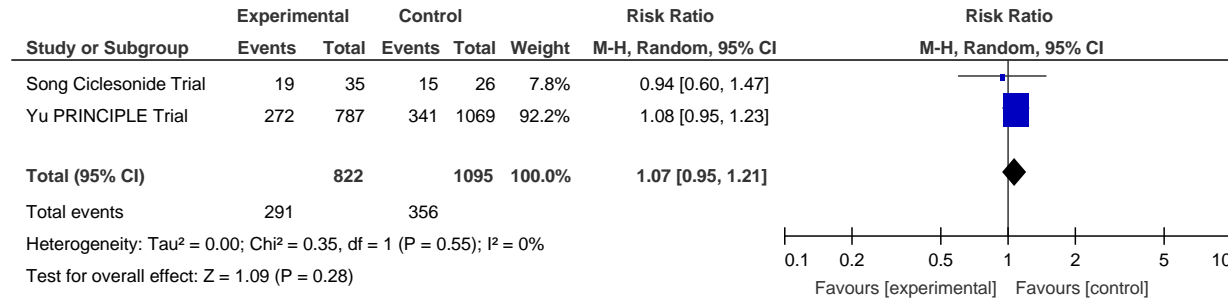 Experimental Control Risk Ratio Risk Ratio
Study or Subgroup Events Total Events Total Weight M-H, Random, 95% CI M-H, Random, 95% CI
Song Ciclesonide Trial 19 35 15 26 7.8% 0.94 [0.60, 1.47]
Yu PRINCIPLE Trial 272 787 341 1069 92.2% 1.08 [0.95, 1.23]
Total (95% CI) 822 1095 100.0% 1.07 [0.95, 1.21]
Total events 291 356
Heterogeneity: Tau² = 0.00; Chi² = 0.35, df = 1 (P = 0.55); I² = 0%
Test for overall effect: Z = 1.09 (P = 0.28)
0.1 0.2 0.5 1 2 5 10
Favours [experimental] Favours [control]